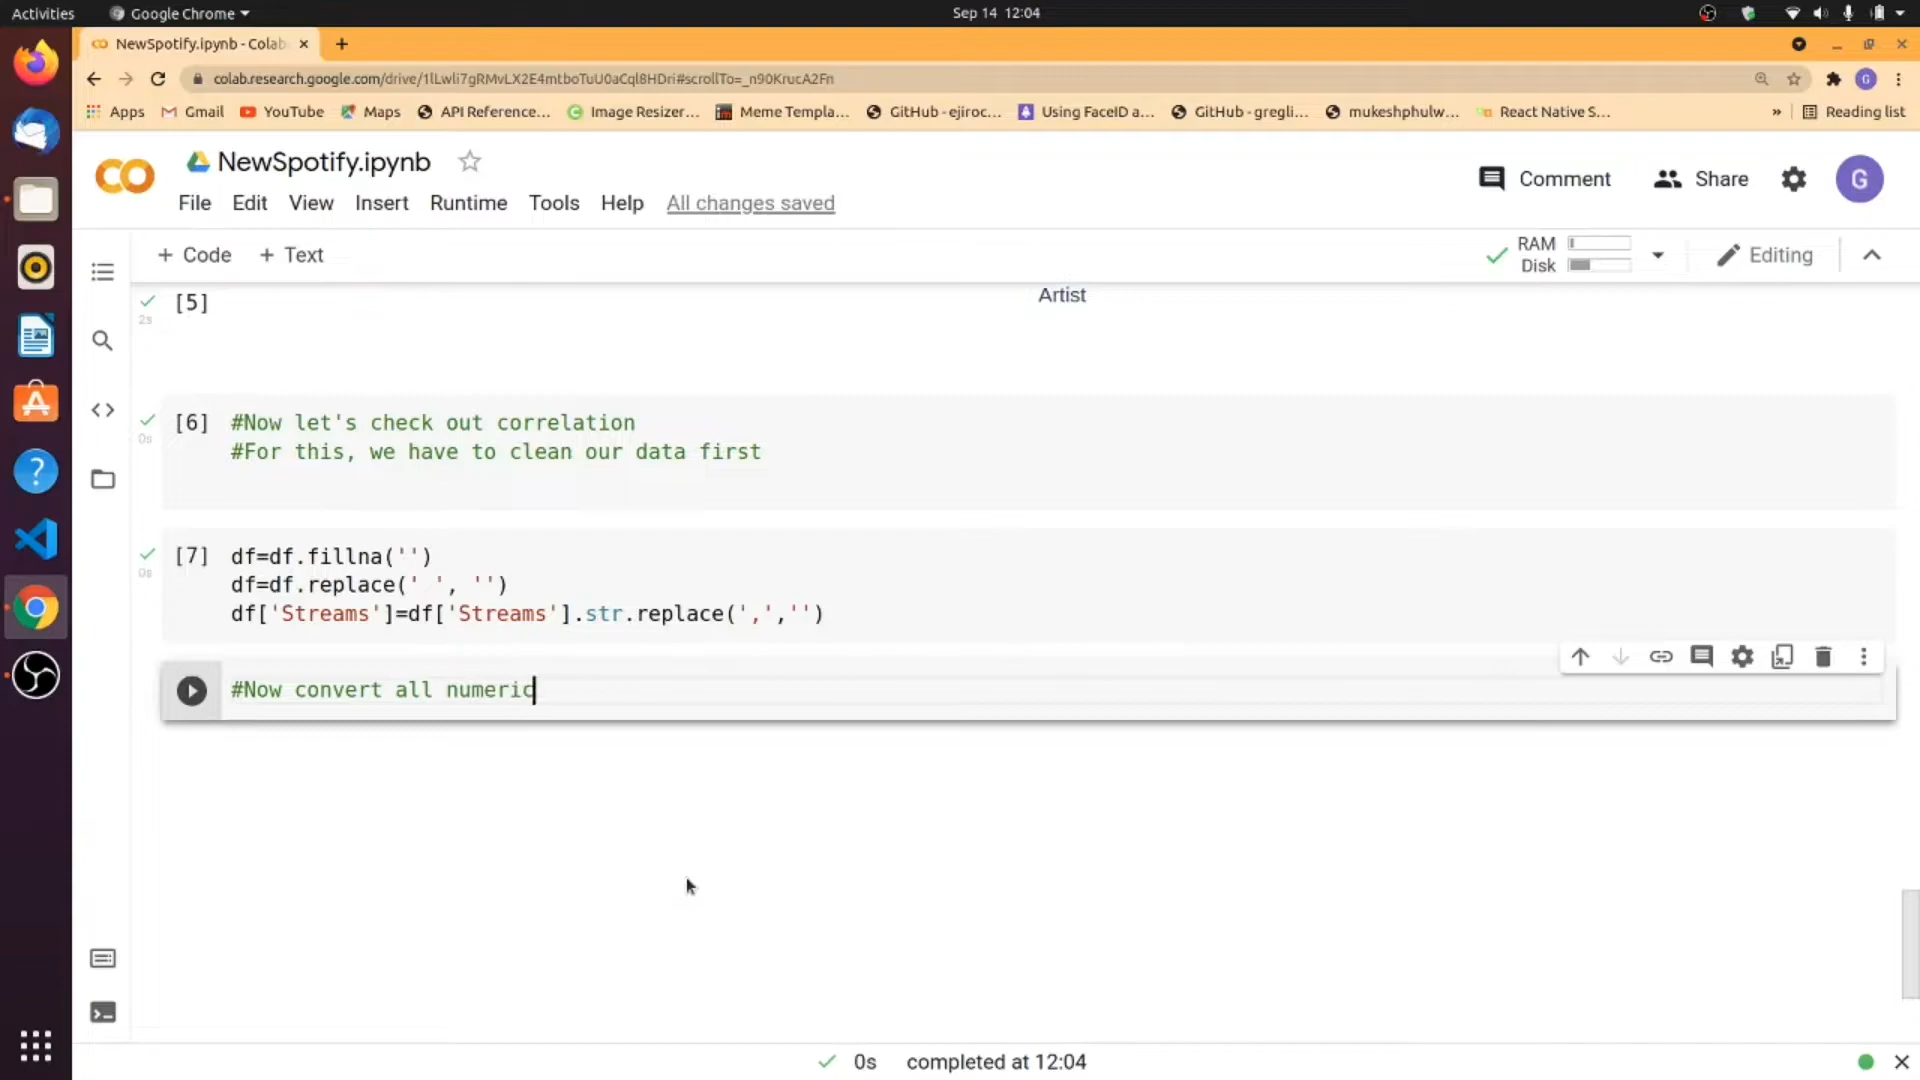 Activities
Google Chrome
Sep 14 12:04
NewSpotify.ipynb - Colab
colab.research.google.com/drive/1lLwli7gRMvLX2E4mtboTuU0aCql8HDri#scrollTo=_n90KrucA2Fn
G
Apps
Gmail
YouTube
Maps
API Reference...
Image Resizer...
Meme Templa...
GitHub - ejiroc...
Using FaceID a...
GitHub - gregli...
mukeshphulw...
React Native S...
»
Reading list
NewSpotify.ipynb
Comment
Share
G
File Edit View Insert Runtime Tools Help All changes saved
+ Code + Text
RAM
Disk
Editing
[5]
2s
Artist
[6] #Now let's check out correlation
0s
#For this, we have to clean our data first
[7] df=df.fillna('')
0s
df=df.replace(' ', '')
df['Streams']=df['Streams'].str.replace(',','')
#Now convert all numeric
0s completed at 12:04